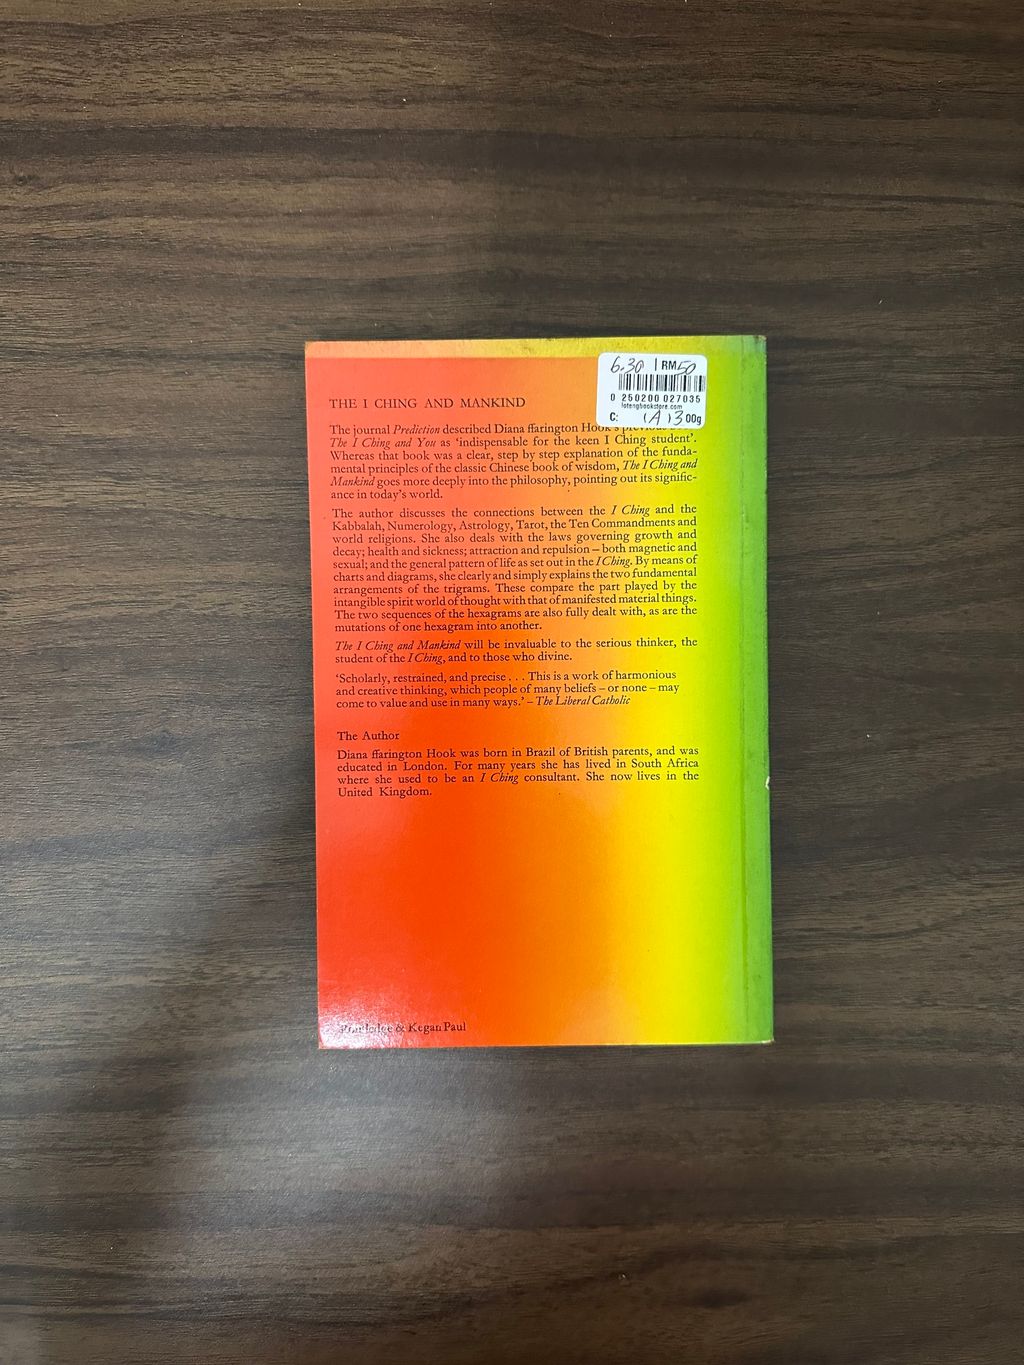 6.30 RM50
0 250200 027035
lotengbookstore.com
C: 1A13 00g
THE I CHING AND MANKIND
The journal Prediction described Diana ffarington Hook's previous
The I Ching and You as ‘indispensable for the keen I Ching student’.
Whereas that book was a clear, step by step explanation of the funda-
mental principles of the classic Chinese book of wisdom, The I Ching and
Mankind goes more deeply into the philosophy, pointing out its signific-
ance in today's world.
The author discusses the connections between the I Ching and the
Kabbalah, Numerology, Astrology, Tarot, the Ten Commandments and
world religions. She also deals with the laws governing growth and
decay; health and sickness; attraction and repulsion – both magnetic and
sexual; and the general pattern of life as set out in the I Ching. By means of
charts and diagrams, she clearly and simply explains the two fundamental
arrangements of the trigrams. These compare the part played by the
intangible spirit world of thought with that of manifested material things.
The two sequences of the hexagrams are also fully dealt with, as are the
mutations of one hexagram into another.
The I Ching and Mankind will be invaluable to the serious thinker, the
student of the I Ching, and to those who divine.
‘Scholarly, restrained, and precise . . . This is a work of harmonious
and creative thinking, which people of many beliefs – or none – may
come to value and use in many ways.’ – The Liberal Catholic
The Author
Diana ffarington Hook was born in Brazil of British parents, and was
educated in London. For many years she has lived in South Africa
where she used to be an I Ching consultant. She now lives in the
United Kingdom.
Routledge & Kegan Paul